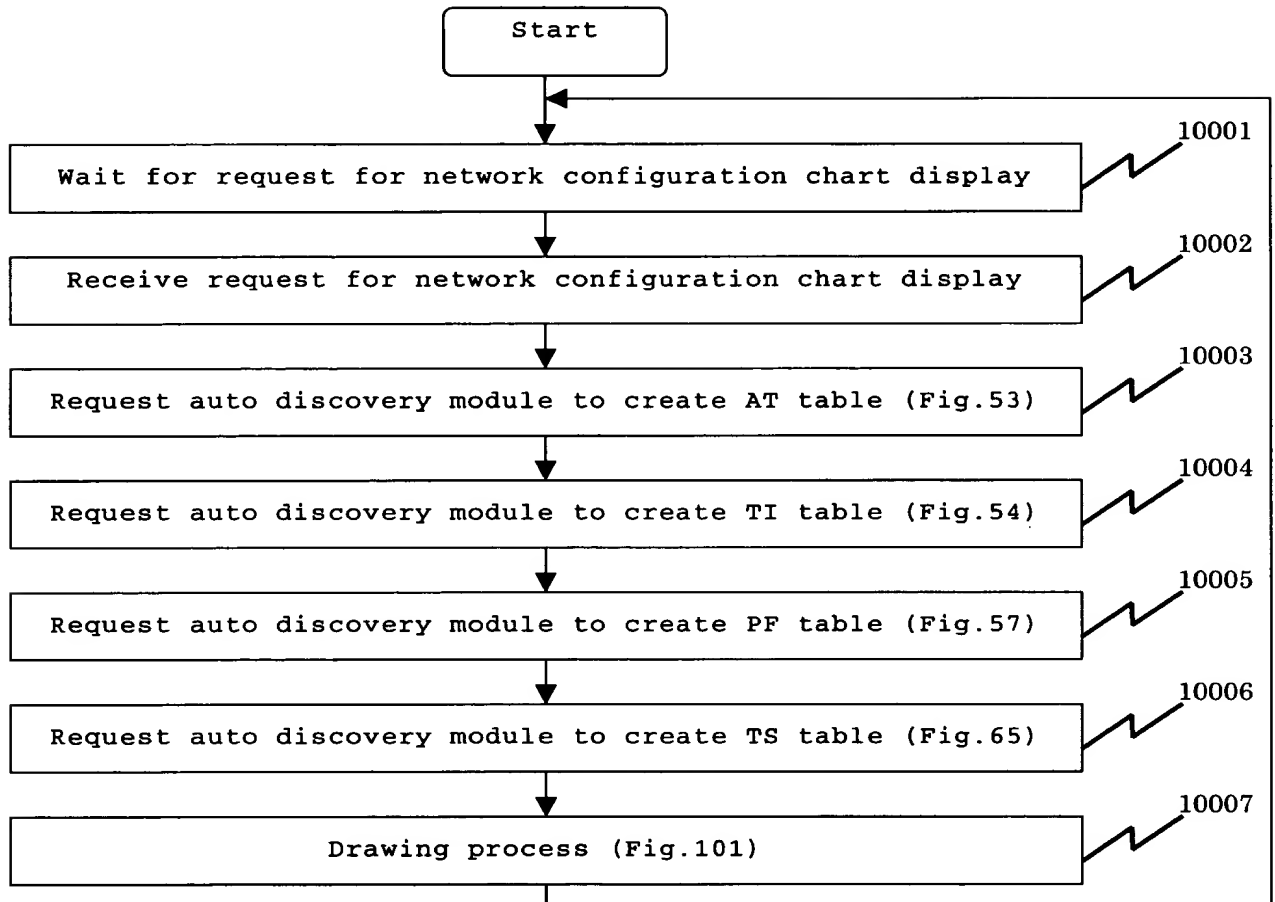 Start
10001
Wait for request for network configuration chart display
10002
Receive request for network configuration chart display
10003
Request auto discovery module to create AT table (Fig.53)
10004
Request auto discovery module to create TI table (Fig.54)
10005
Request auto discovery module to create PF table (Fig.57)
10006
Request auto discovery module to create TS table (Fig.65)
10007
Drawing process (Fig.101)